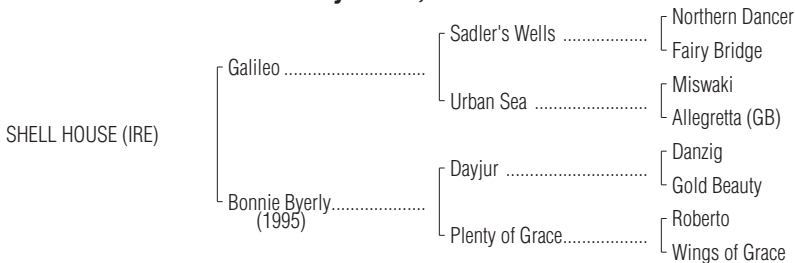 Northern Dancer
Sadler's Wells ..................
Fairy Bridge
Galileo ..............................
Miswaki
Urban Sea ........................
Allegretta (GB)
SHELL HOUSE (IRE)
Danzig
Dayjur ..............................
Gold Beauty
Bonnie Byerly....................
(1995)
Roberto
Plenty of Grace..................
Wings of Grace